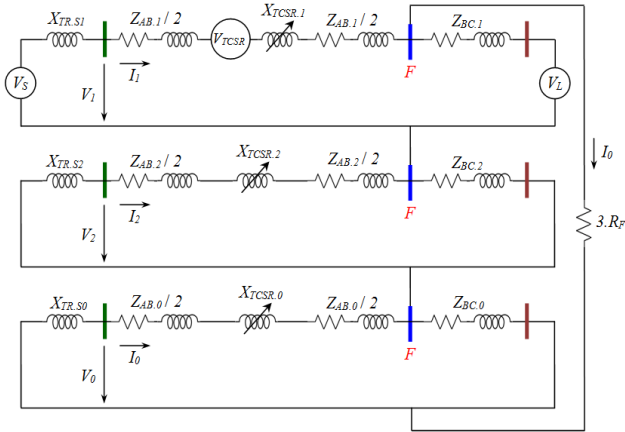 X_TR.S1 Z_AB.1 / 2 X_TCSR.1 Z_AB.1 / 2 Z_BC.1
V_TCSR
I_1 F
V_S V_1 V_L
I_0
X_TR.S2 Z_AB.2 / 2 X_TCSR.2 Z_AB.2 / 2 Z_BC.2
I_2 F
V_2 3.R_F
X_TR.S0 Z_AB.0 / 2 X_TCSR.0 Z_AB.0 / 2 Z_BC.0
I_0 F
V_0